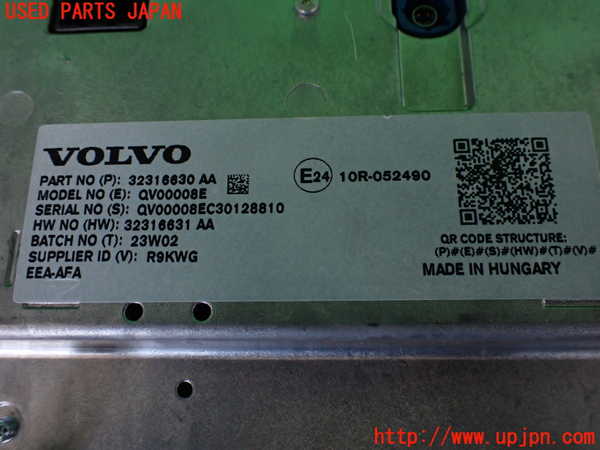 USED PARTS JAPAN
VOLVO
PART NO (P): 32316630 AA
MODEL NO (E): QV00008E
SERIAL NO (S): QV00008EC30128810
HW NO (HW): 32316631 AA
BATCH NO (T): 23W02
SUPPLIER ID (V): R9KWG
EEA-AFA
E24 10R-052490
QR CODE STRUCTURE:
(P)#(E)#(S)#(HW)#(T)#(V)#
MADE IN HUNGARY
http://www.upjpn.com/